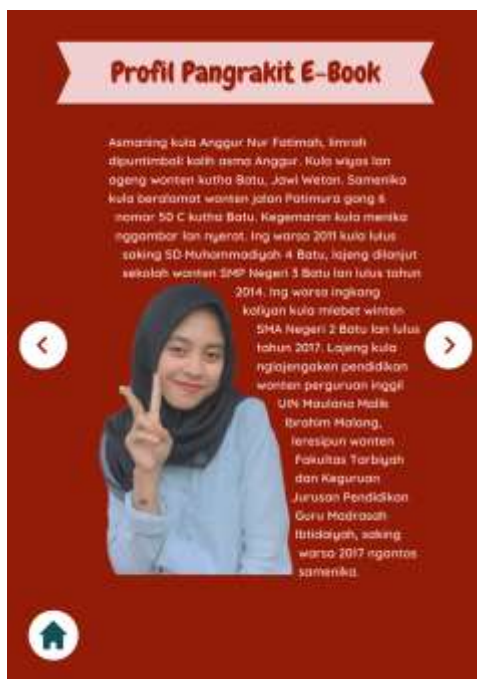 Profil Pangrakit E-Book
Asmaning kula Anggur Nur Fatimah, limrah
dipuntimbali kalih asma Anggur. Kula wiyos lan
ageng wonten kutha Batu, Jawi Wetan. Samenika
kula beralamat wonten jalan Patimura gang 6
nomor 50 C kutha Batu. Kegemaran kula menika
nggambar lan nyerat. Ing warsa 2011 kula lulus
saking SD Muhammadiyah 4 Batu, lajeng dilanjut
sekolah wonten SMP Negeri 3 Batu lan lulus tahun
2014. Ing warsa ingkang
kaliyan kula mlebet winten
SMA Negeri 2 Batu lan lulus
tahun 2017. Lajeng kula
nglajengaken pendidikan
wonten perguruan inggil
UIN Maulana Malik
Ibrahim Malang,
leresipun wonten
Fakultas Tarbiyah
dan Keguruan
Jurusan Pendidikan
Guru Madrasah
Ibtidaiyah, saking
warsa 2017 ngantos
samenika.